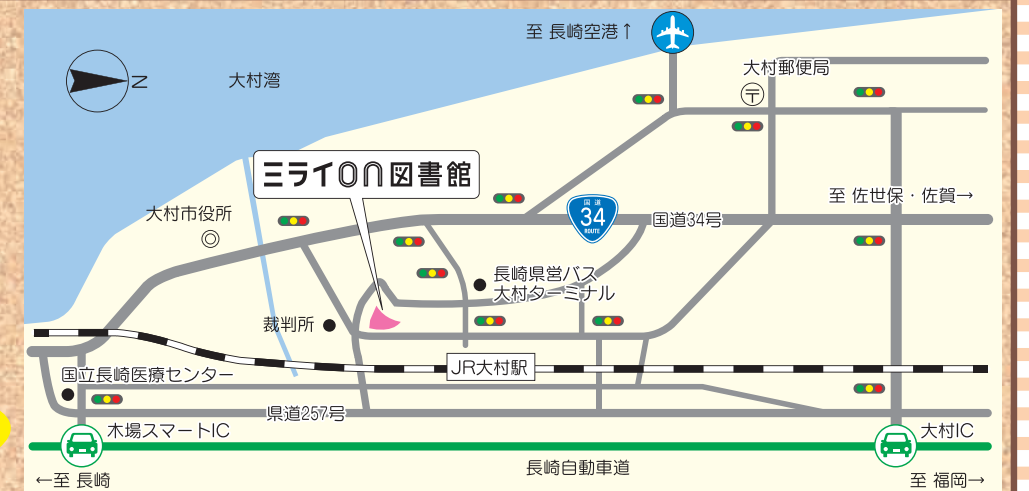 至 長崎空港↑
N
大村湾
大村郵便局
〒
ミライon図書館
至 佐世保・佐賀→
大村市役所
国道
34
ROUTE
国道34号
長崎県営バス
大村ターミナル
裁判所
JR大村駅
国立長崎医療センター
県道257号
木場スマートIC
大村IC
長崎自動車道
←至 長崎
至 福岡→